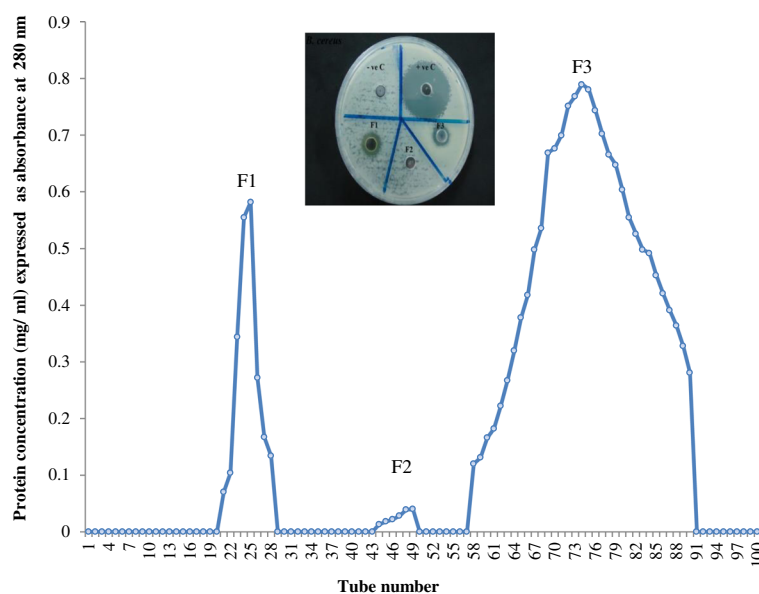 Protein concentration (mg/ ml) expressed as absorbance at 280 nm
0.9
0.8
0.7
0.6
0.5
0.4
0.3
0.2
0.1
0
B. cereus
- ve C
+ ve C
F1
F2
F3
F1
F2
F3
1 4 7 10 13 16 19 22 25 28 31 34 37 40 43 46 49 52 55 58 61 64 67 70 73 76 79 82 85 88 91 94 97 100
Tube number